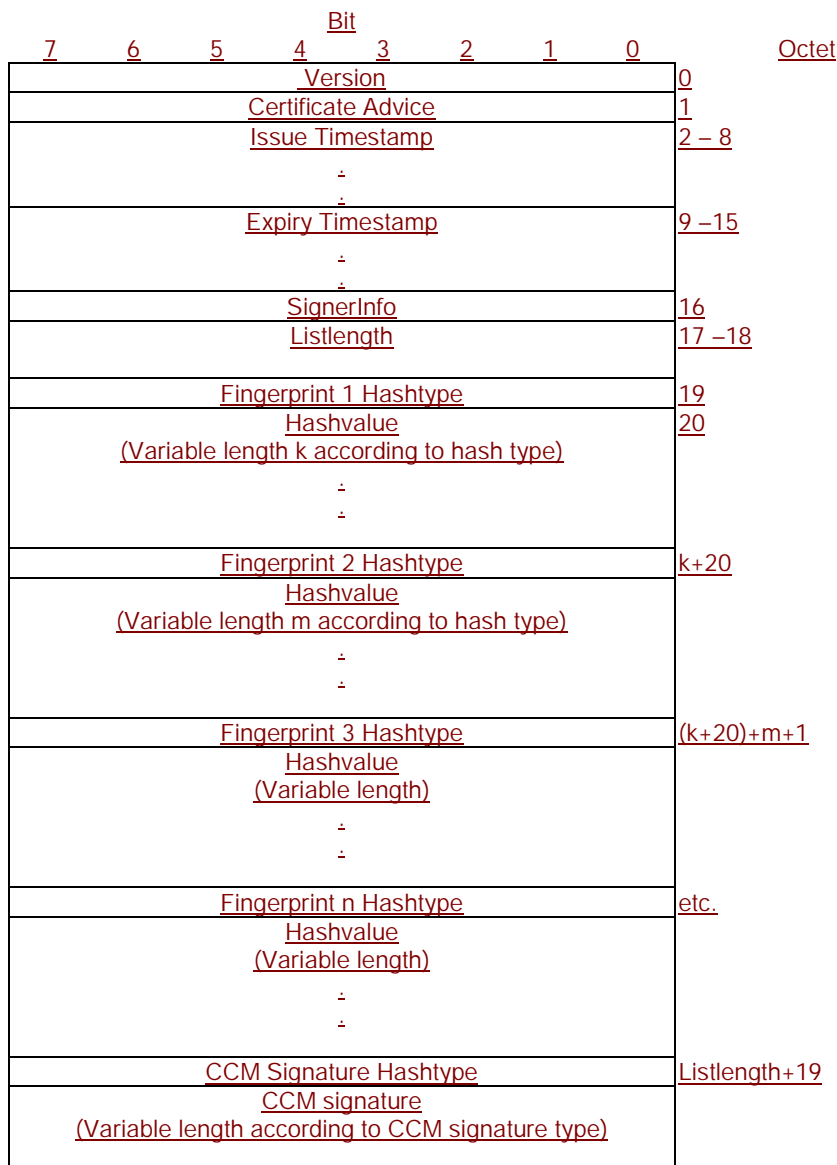 Bit
7 6 5 4 3 2 1 0 Octet
Version 0
Certificate Advice 1
Issue Timestamp 2 – 8
.
.
Expiry Timestamp 9 –15
.
.
SignerInfo 16
Listlength 17 –18
Fingerprint 1 Hashtype 19
Hashvalue 20
(Variable length k according to hash type)
.
.
Fingerprint 2 Hashtype k+20
Hashvalue
(Variable length m according to hash type)
.
.
Fingerprint 3 Hashtype (k+20)+m+1
Hashvalue
(Variable length)
.
.
Fingerprint n Hashtype etc.
Hashvalue
(Variable length)
.
.
CCM Signature Hashtype Listlength+19
CCM signature
(Variable length according to CCM signature type)